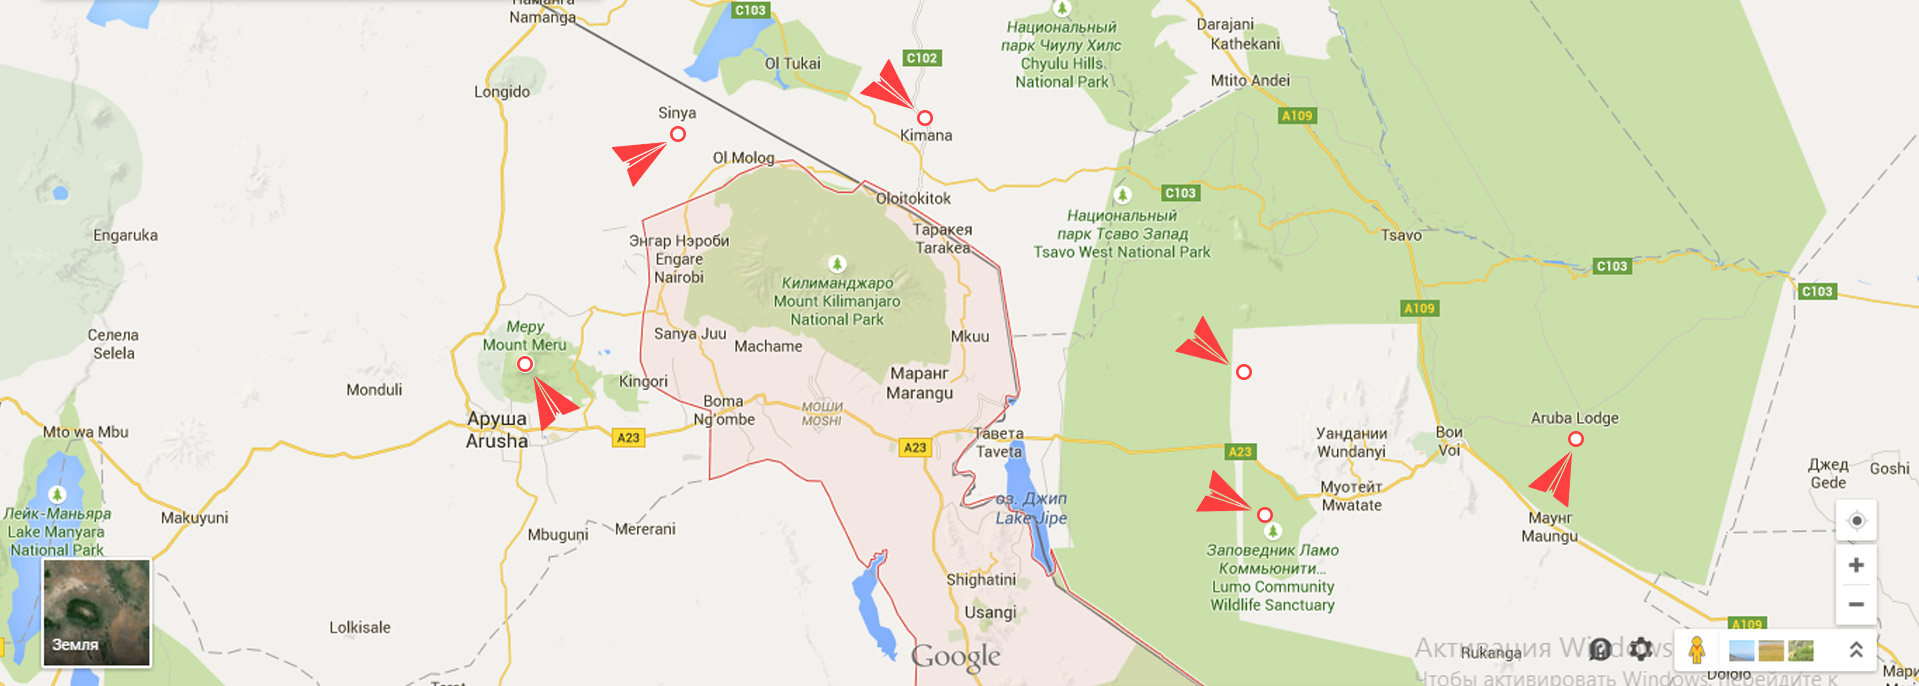 Наманга
Namanga
C103
Национальный
парк Чиулу Хилс
Chyulu Hills
National Park
Darajani
Kathekani
C102
Ol Tukai
Mtito Andei
Longido
Sinya
A109
Kimana
Ol Molog
Oloitokitok
C103
Национальный
парк Тсаво Запад
Tsavo West National Park
Engaruka
Энгар Нэроби
Engare
Nairobi
Таракея
Tarakea
Tsavo
C103
C103
Килиманджаро
Mount Kilimanjaro
National Park
A109
Меру
Mount Meru
Селела
Selela
Sanya Juu
Machame
Mkuu
Monduli
Kingori
Маранг
Marangu
Boma
Ng'ombe
МОШИ
MOSHI
Аруша
Arusha
A23
A23
Тавета
Taveta
A23
Уандании
Wundanyi
Вои
Voi
Aruba Lodge
Mto wa Mbu
Джед
Gede
Goshi
Муотейт
Mwatate
оз. Джип
Lake Jipe
Лейк-Маньяра
Lake Manyara
National Park
Makuyuni
Mbuguni
Mererani
Маунг
Maungu
Заповедник Ламо
Коммьюнити...
Lumo Community
Wildlife Sanctuary
Shighatini
Usangi
Земля
Lolkisale
A109
Google
Активация Windows
Rukanga
Чтобы активировать Windows, перейдите к
Dololo
Мари